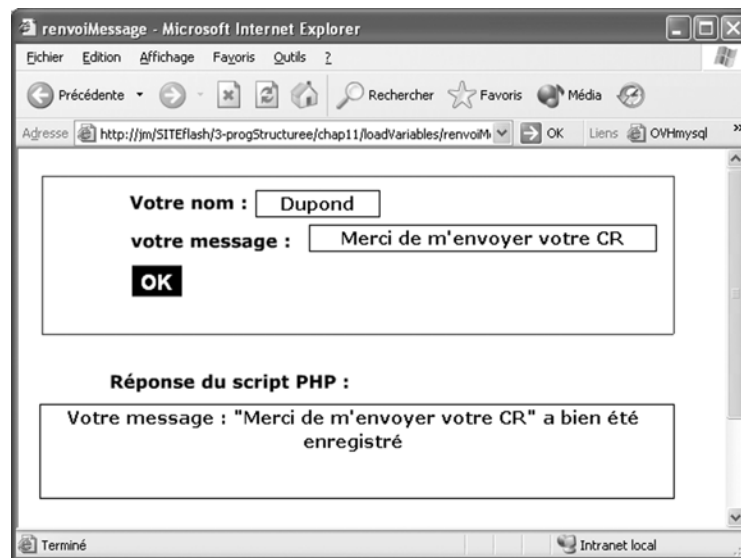 renvoiMessage - Microsoft Internet Explorer
Fichier Edition Affichage Favoris Outils ?
Précédente Rechercher Favoris Média
Adresse http://jm/SITEflash/3-progStructuree/chap11/loadVariables/renvoiM OK Liens OVHmysql »
Votre nom : Dupond
votre message : Merci de m'envoyer votre CR
OK
Réponse du script PHP :
Votre message : "Merci de m'envoyer votre CR" a bien été
enregistré
Terminé Intranet local